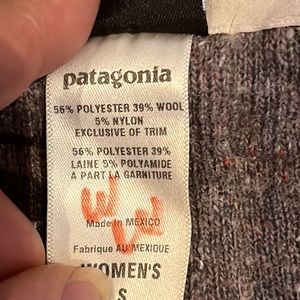 patagonia
56% POLYESTER 39% WOOL
5% NYLON
EXCLUSIVE OF TRIM
56% POLYESTER 39%
LAINE 5% POLYAMIDE
A PART LA GARNITURE
Made in MEXICO
Fabrique AU MEXIQUE
WOMEN'S
S